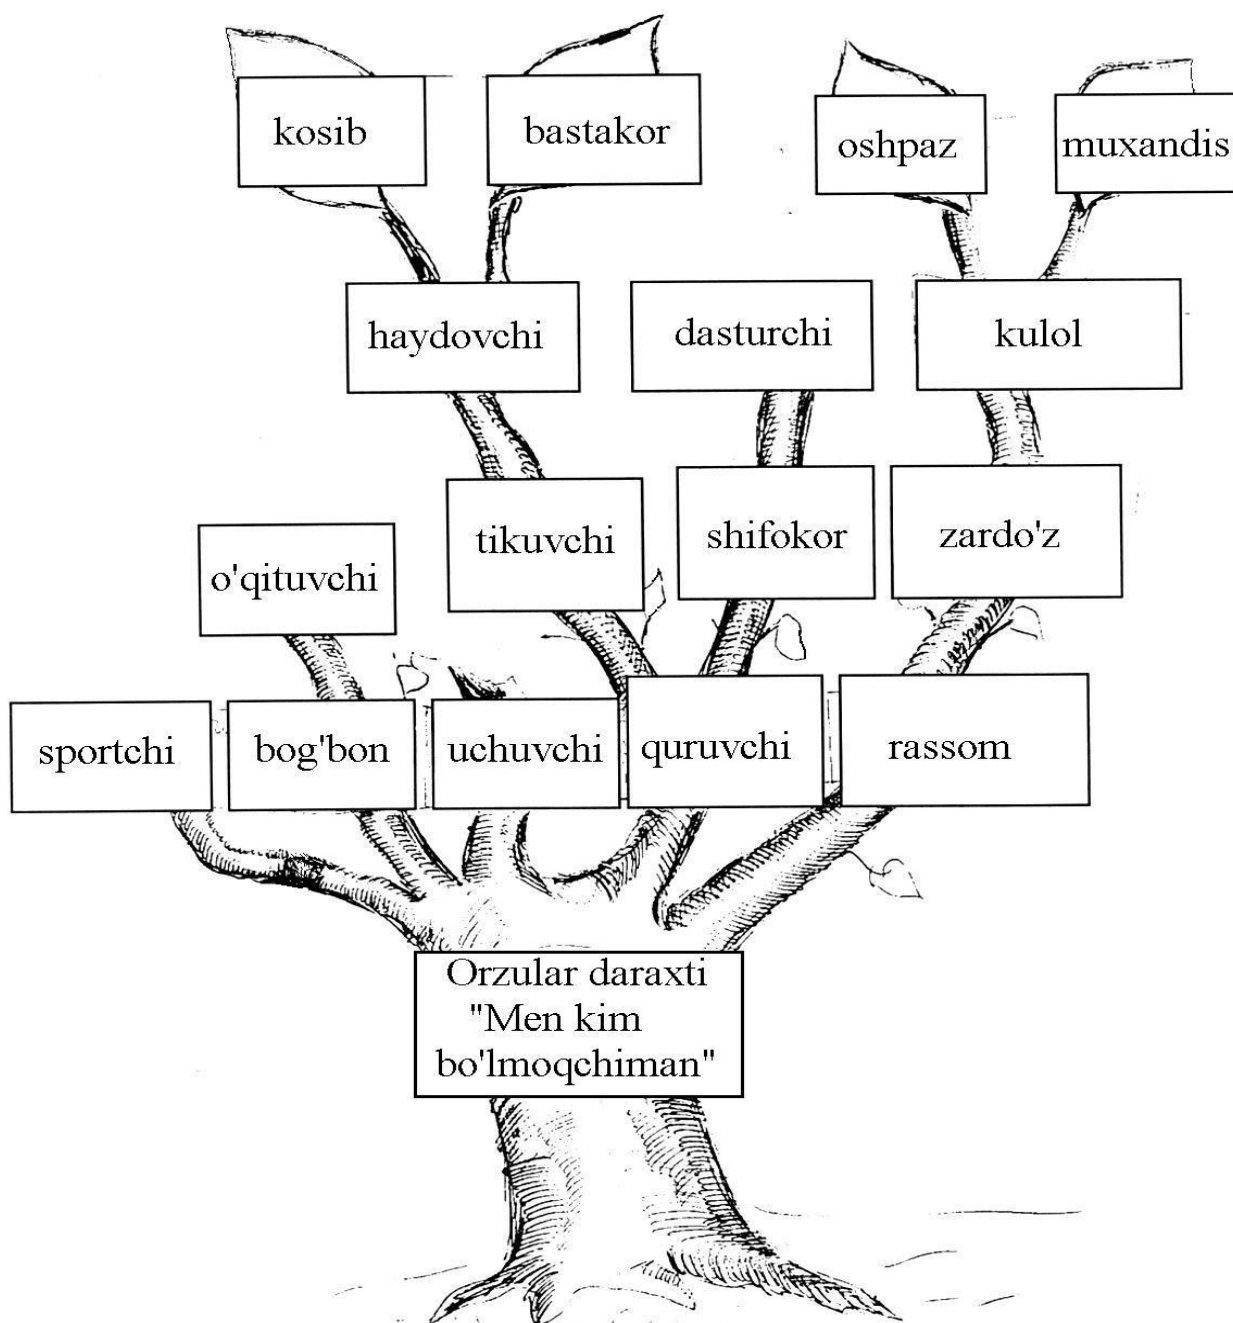 kosib
bastakor
oshpaz
muxandis
haydovchi
dasturchi
kulol
tikuvchi
shifokor
zardo'z
o'qituvchi
sportchi
bog'bon
uchuvchi
quruvchi
rassom
Orzular daraxti
"Men kim
bo'lmoqchiman"